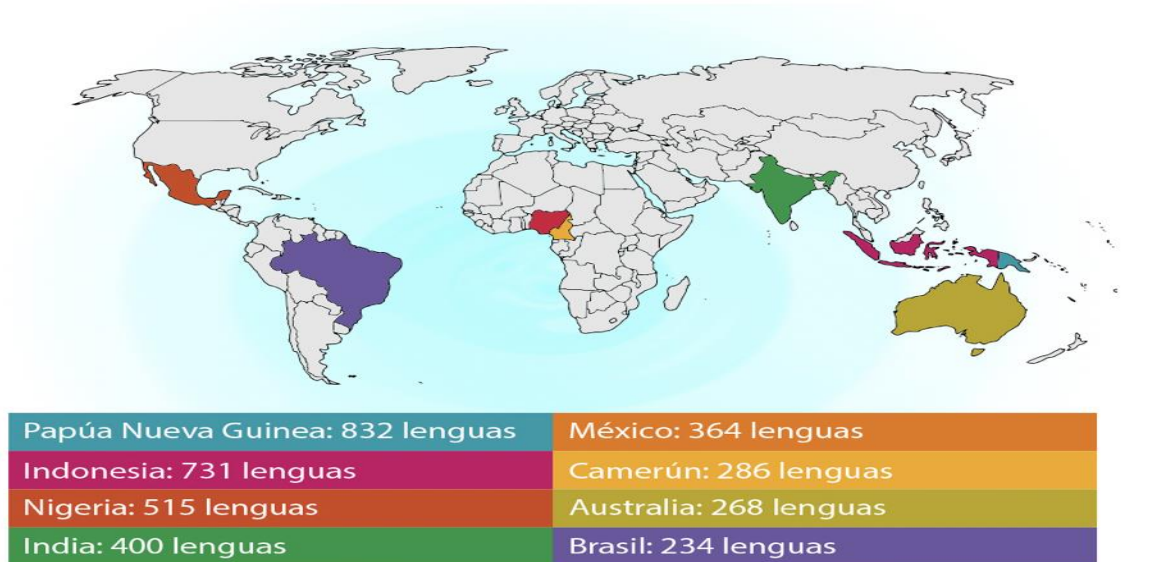 Papúa Nueva Guinea: 832 lenguas
Indonesia: 731 lenguas
Nigeria: 515 lenguas
India: 400 lenguas
México: 364 lenguas
Camerún: 286 lenguas
Australia: 268 lenguas
Brasil: 234 lenguas